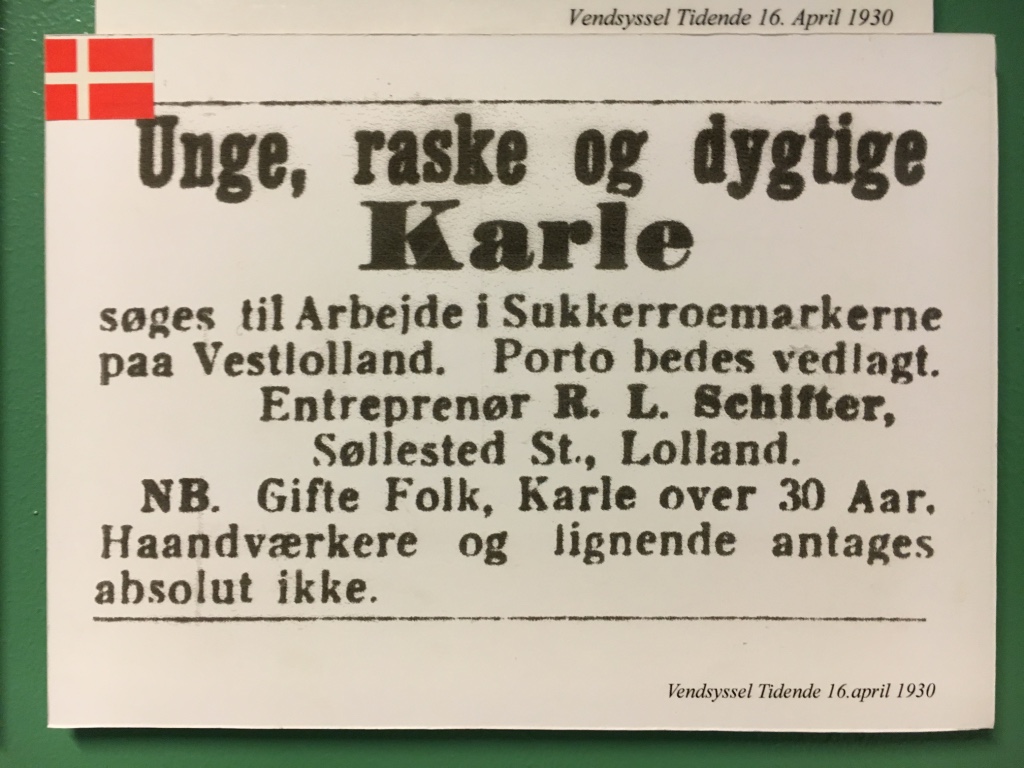 Vendsyssel Tidende 16. April 1930
Unge, raske og dygtige
Karle
søges til Arbejde i Sukkerroemarkerne
paa Vestlolland. Porto bedes vedlagt.
Entreprenør R. L. Schifter,
Søllested St., Lolland.
NB. Gifte Folk, Karle over 30 Aar.
Haandværkere og lignende antages
absolut ikke.
Vendsyssel Tidende 16.april 1930